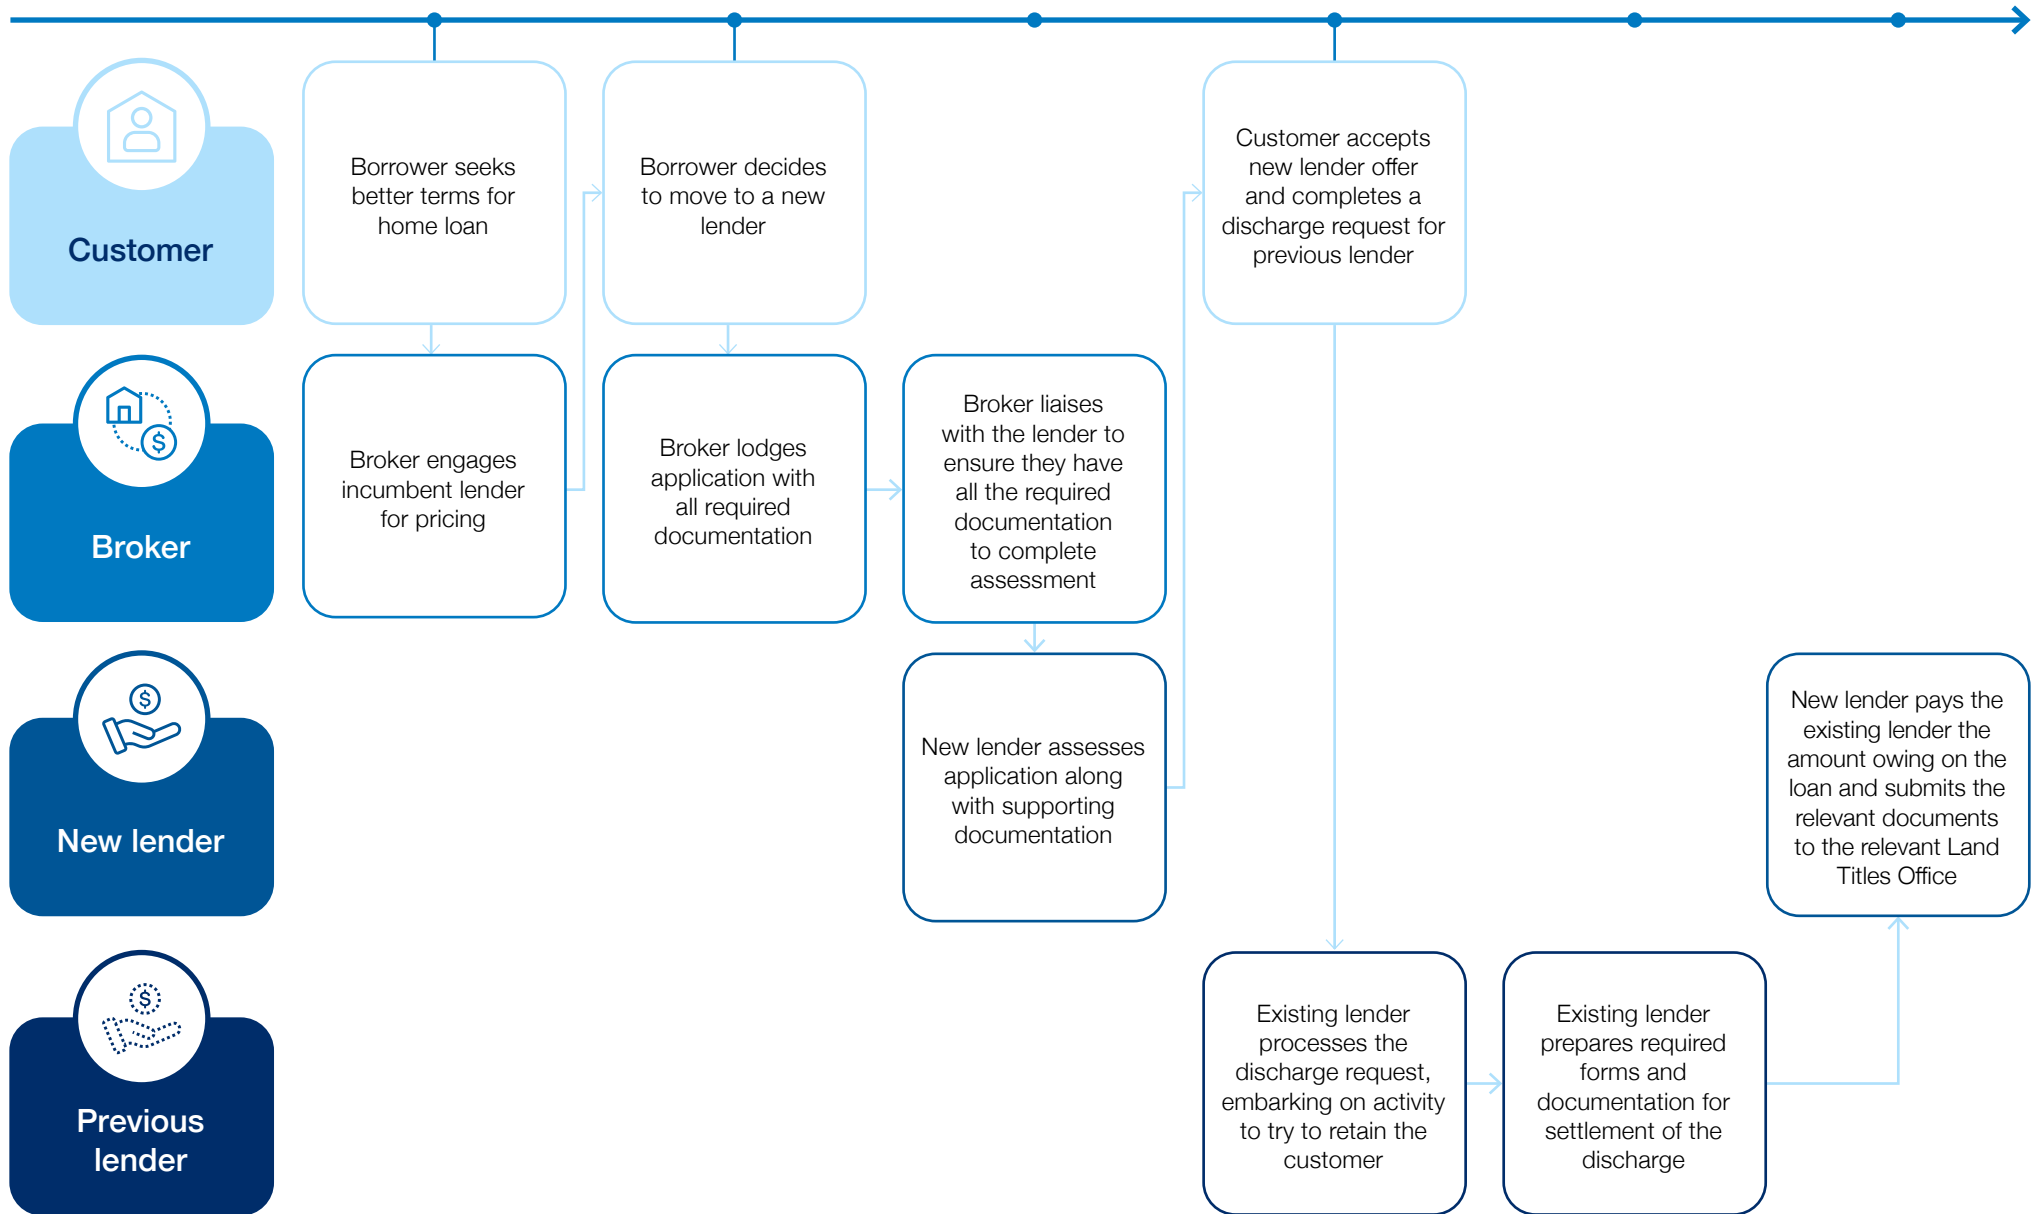 Customer
Borrower seeks
better terms for
home loan
Borrower decides
to move to a new
lender
Customer accepts
new lender offer
and completes a
discharge request for
previous lender
Broker
$
Broker engages
incumbent lender
for pricing
Broker lodges
application with
all required
documentation
Broker liaises
with the lender to
ensure they have
all the required
documentation
to complete
assessment
New lender
$
New lender assesses
application along
with supporting
documentation
New lender pays the
existing lender the
amount owing on the
loan and submits the
relevant documents
to the relevant Land
Titles Office
Previous
lender
$
Existing lender
processes the
discharge request,
embarking on activity
to try to retain the
customer
Existing lender
prepares required
forms and
documentation for
settlement of the
discharge